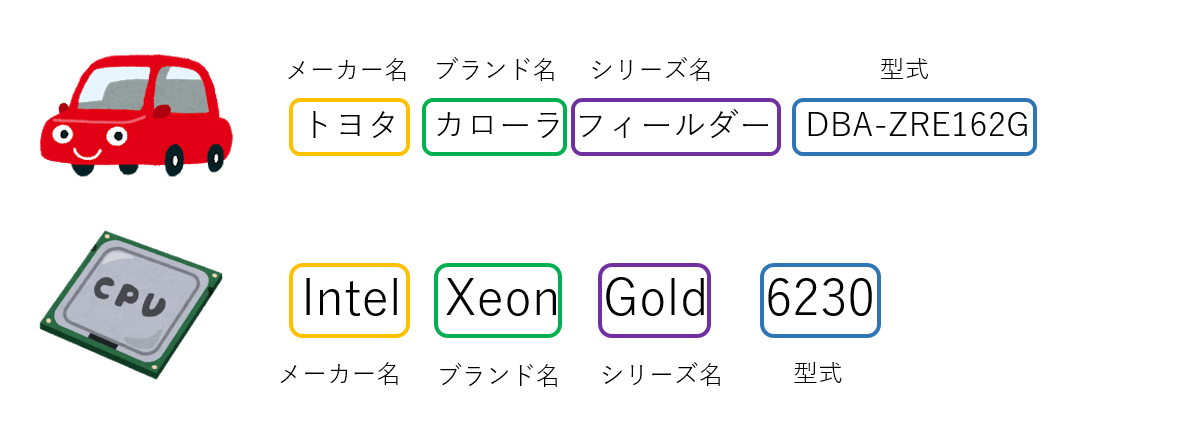 メーカー名 ブランド名 シリーズ名 型式
トヨタ カローラ フィールダー DBA-ZRE162G
CPU
Intel Xeon Gold 6230
メーカー名 ブランド名 シリーズ名 型式